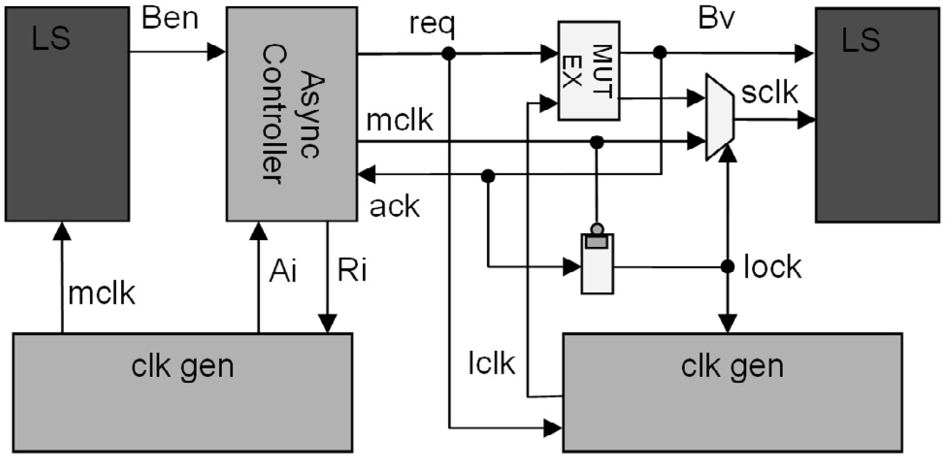 LS
Ben
Async
Controller
req
MUT
EX
Bv
LS
sclk
mclk
ack
lock
mclk
Ai
Ri
clk gen
lclk
clk gen